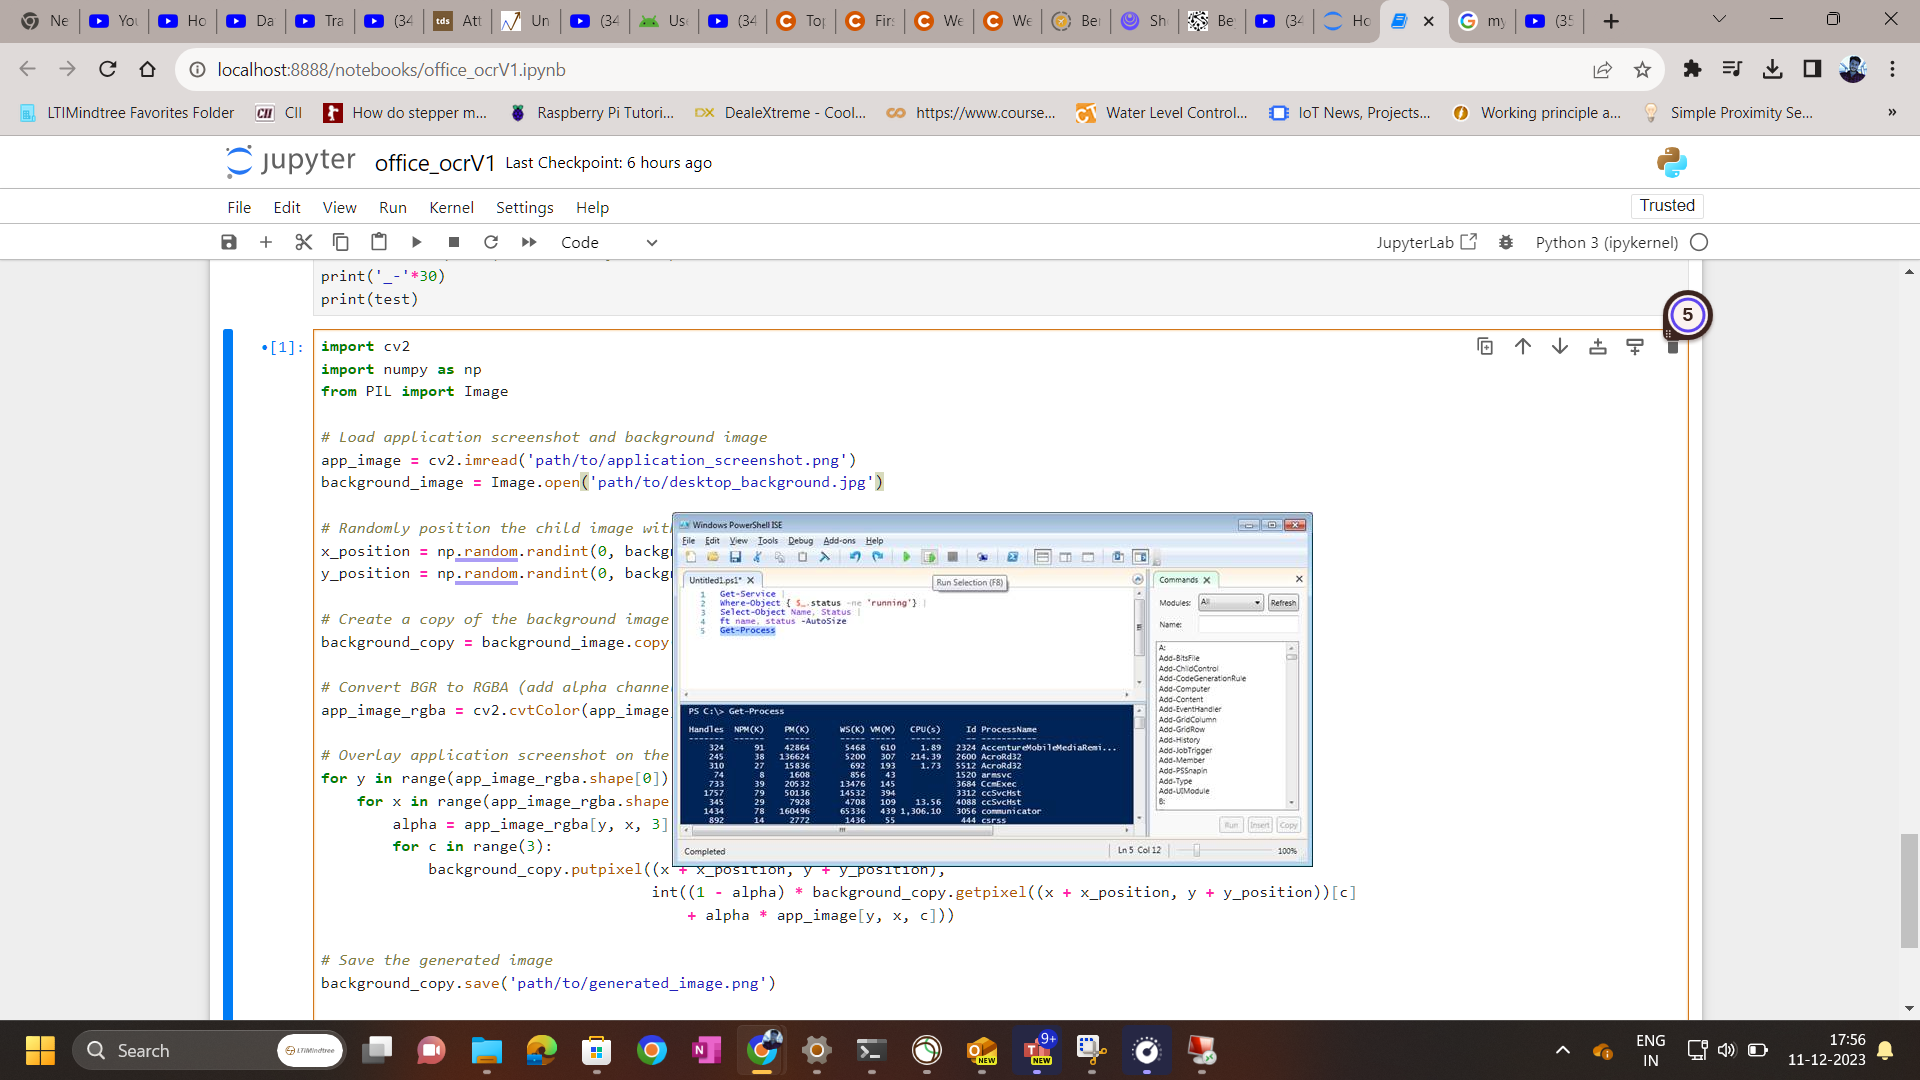 Ne
You
Ho
Da
Tra
(34
tds
Att
Un
(34
Use
(34
C Top
C Firs
C We
C We
Ber
Sh
Be
(34
Ho
my
(35
localhost:8888/notebooks/office_ocrV1.ipynb
LTIMindtree Favorites Folder
CII CII
How do stepper m...
Raspberry Pi Tutori...
DX DealeXtreme - Cool...
https://www.course...
Water Level Control...
IoT News, Projects...
Working principle a...
Simple Proximity Se...
»
jupyter office_ocrV1 Last Checkpoint: 6 hours ago
File Edit View Run Kernel Settings Help
Trusted
Code
JupyterLab
Python 3 (ipykernel)
print('_-'*30)
print(test)
5
•[1]:
import cv2
import numpy as np
from PIL import Image
# Load application screenshot and background image
app_image = cv2.imread('path/to/application_screenshot.png')
background_image = Image.open('path/to/desktop_background.jpg')
# Randomly position the child image with
x_position = np.random.randint(0, backgr
y_position = np.random.randint(0, backgr
# Create a copy of the background image
background_copy = background_image.copy
# Convert BGR to RGBA (add alpha channel
app_image_rgba = cv2.cvtColor(app_image,
# Overlay application screenshot on the
for y in range(app_image_rgba.shape[0])
for x in range(app_image_rgba.shape
alpha = app_image_rgba[y, x, 3]
for c in range(3):
background_copy.putpixel((x + x_position, y + y_position),
int((1 - alpha) * background_copy.getpixel((x + x_position, y + y_position))[c]
+ alpha * app_image[y, x, c]))
# Save the generated image
background_copy.save('path/to/generated_image.png')
Windows PowerShell ISE
File Edit View Tools Debug Add-ons Help
Untitled1.ps1*
Run Selection (F8)
1 Get-Service |
2 Where-Object { $_.status -ne 'running'} |
3 Select-Object Name, Status |
4 ft name, status -AutoSize
5 Get-Process
Commands
Modules: All Refresh
Name:
A:
Add-BitsFile
Add-ChildControl
Add-CodeGenerationRule
Add-Computer
Add-Content
Add-EventHandler
Add-GridColumn
Add-GridRow
Add-History
Add-JobTrigger
Add-Member
Add-PSSnapin
Add-Type
Add-UIModule
B:
Run Insert Copy
PS C:\> Get-Process
Handles NPM(K) PM(K) WS(K) VM(M) CPU(s) Id ProcessName
------- ------ ----- ----- ----- ------ -- -----------
324 91 42864 5468 610 1.89 2324 AccentureMobileMediaRemi...
245 38 136624 5200 307 214.39 2600 AcroRd32
310 27 15836 692 193 1.73 5512 AcroRd32
74 8 1608 856 43 1520 armsvc
733 39 20532 13476 145 3684 CcmExec
1757 79 50136 14532 394 3312 ccSvcHst
345 29 7928 4708 109 13.56 4088 ccSvcHst
1434 78 160496 65336 439 1,306.10 3056 communicator
892 14 2772 1436 55 444 csrss
Completed
Ln 5 Col 12
100%
Search
LTIMindtree
NEW
9+
NEW
ENG
IN
17:56
11-12-2023